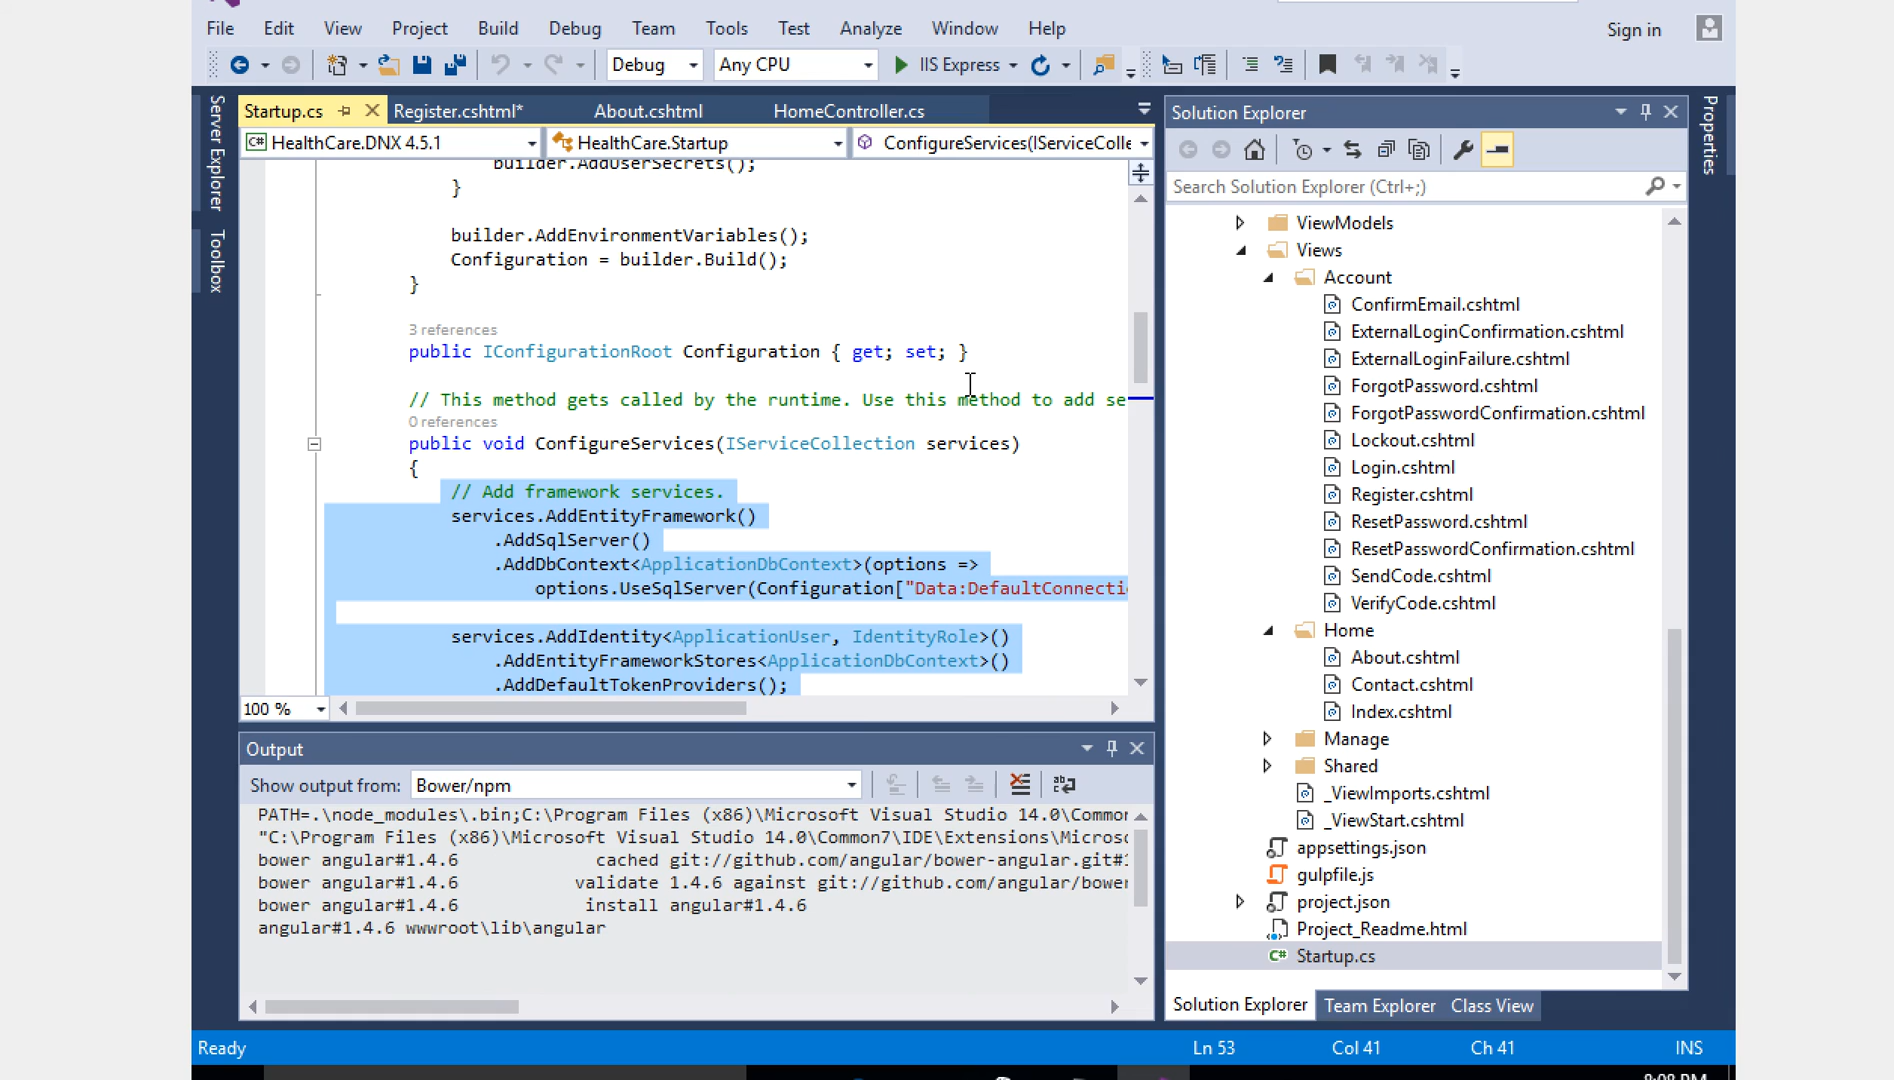 File Edit View Project Build Debug Team Tools Test Analyze Window Help
Sign in
Debug Any CPU IIS Express
Server Explorer
Toolbox
Startup.cs Register.cshtml* About.cshtml HomeController.cs
HealthCare.DNX 4.5.1 HealthCare.Startup ConfigureServices(IServiceColle
builder.AddUserSecrets();
}
builder.AddEnvironmentVariables();
Configuration = builder.Build();
}
3 references
public IConfigurationRoot Configuration { get; set; }
// This method gets called by the runtime. Use this method to add se
0 references
public void ConfigureServices(IServiceCollection services)
{
// Add framework services.
services.AddEntityFramework()
.AddSqlServer()
.AddDbContext<ApplicationDbContext>(options =>
options.UseSqlServer(Configuration["Data:DefaultConnecti
services.AddIdentity<ApplicationUser, IdentityRole>()
.AddEntityFrameworkStores<ApplicationDbContext>()
.AddDefaultTokenProviders();
100 %
Output
Show output from: Bower/npm
PATH=.\node_modules\.bin;C:\Program Files (x86)\Microsoft Visual Studio 14.0\Common
"C:\Program Files (x86)\Microsoft Visual Studio 14.0\Common7\IDE\Extensions\Microso
bower angular#1.4.6 cached git://github.com/angular/bower-angular.git#1
bower angular#1.4.6 validate 1.4.6 against git://github.com/angular/bower
bower angular#1.4.6 install angular#1.4.6
angular#1.4.6 wwwroot\lib\angular
Solution Explorer
Search Solution Explorer (Ctrl+;)
ViewModels
Views
Account
ConfirmEmail.cshtml
ExternalLoginConfirmation.cshtml
ExternalLoginFailure.cshtml
ForgotPassword.cshtml
ForgotPasswordConfirmation.cshtml
Lockout.cshtml
Login.cshtml
Register.cshtml
ResetPassword.cshtml
ResetPasswordConfirmation.cshtml
SendCode.cshtml
VerifyCode.cshtml
Home
About.cshtml
Contact.cshtml
Index.cshtml
Manage
Shared
_ViewImports.cshtml
_ViewStart.cshtml
appsettings.json
gulpfile.js
project.json
Project_Readme.html
C# Startup.cs
Solution Explorer Team Explorer Class View
Properties
Ready Ln 53 Col 41 Ch 41 INS
8:08 PM